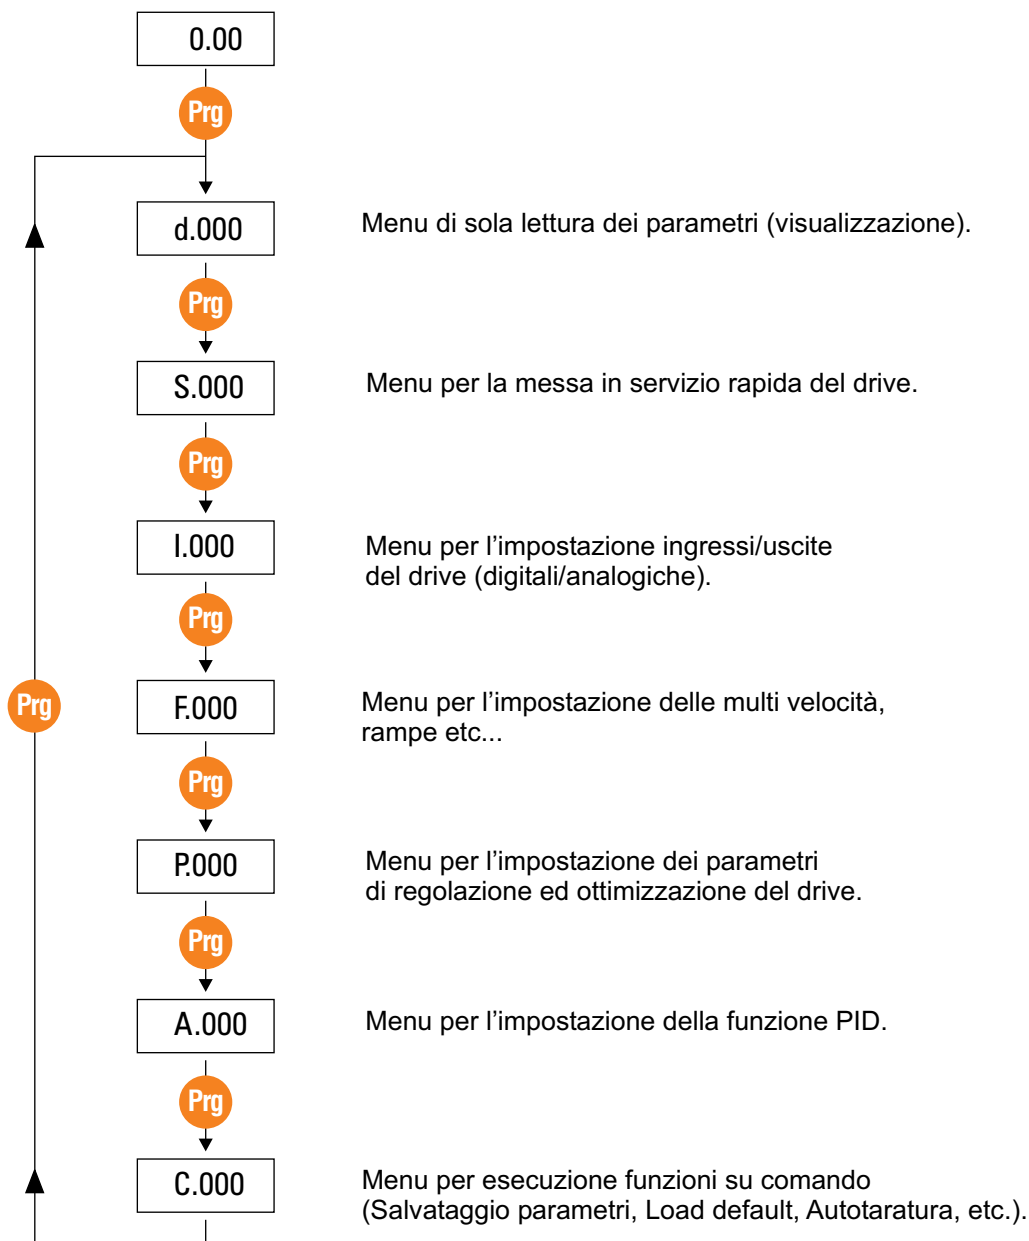 0.00
Prg
d.000
Menu di sola lettura dei parametri (visualizzazione).
Prg
S.000
Menu per la messa in servizio rapida del drive.
Prg
I.000
Menu per l’impostazione ingressi/uscite
del drive (digitali/analogiche).
Prg
Prg
F.000
Menu per l’impostazione delle multi velocità,
rampe etc...
Prg
P.000
Menu per l’impostazione dei parametri
di regolazione ed ottimizzazione del drive.
Prg
A.000
Menu per l’impostazione della funzione PID.
Prg
C.000
Menu per esecuzione funzioni su comando
(Salvataggio parametri, Load default, Autotaratura, etc.).